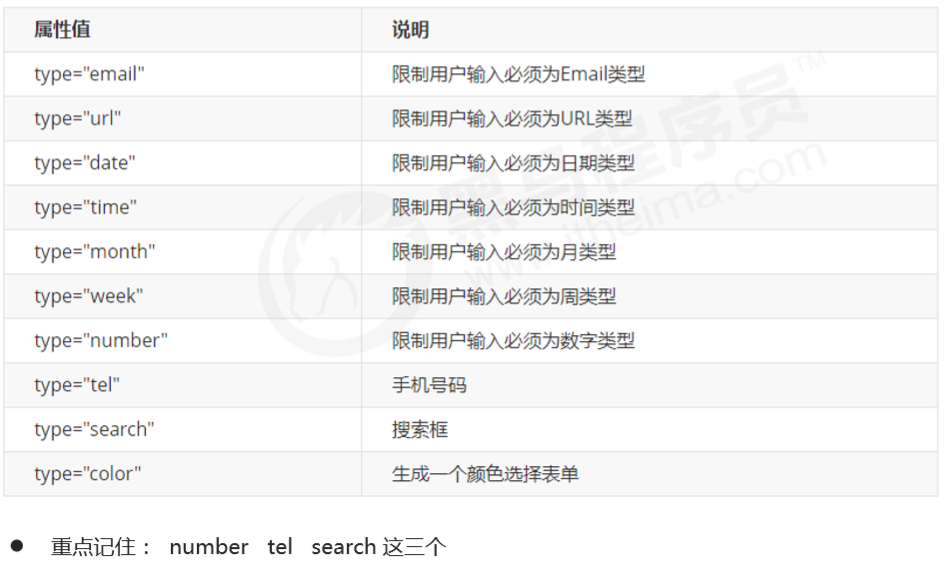 属性值 说明
type="email" 限制用户输入必须为Email类型
type="url" 限制用户输入必须为URL类型
type="date" 限制用户输入必须为日期类型
type="time" 限制用户输入必须为时间类型
type="month" 限制用户输入必须为月类型
type="week" 限制用户输入必须为周类型
type="number" 限制用户输入必须为数字类型
type="tel" 手机号码
type="search" 搜索框
type="color" 生成一个颜色选择表单
黑马程序员™
www.itheima.com
● 重点记住： number tel search 这三个